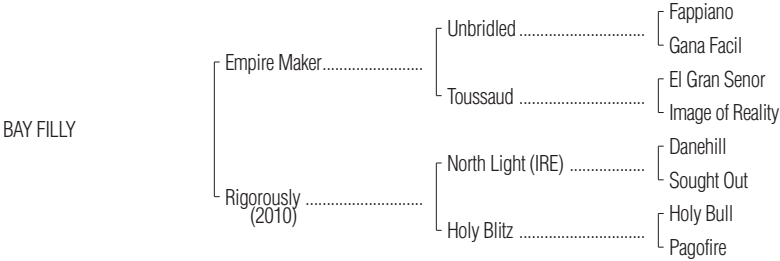 Fappiano
Unbridled ..............................
Gana Facil
Empire Maker........................
El Gran Senor
Toussaud ..............................
Image of Reality
BAY FILLY
Danehill
North Light (IRE) ..................
Sought Out
Rigorously ............................
(2010)
Holy Bull
Holy Blitz ..............................
Pagofire